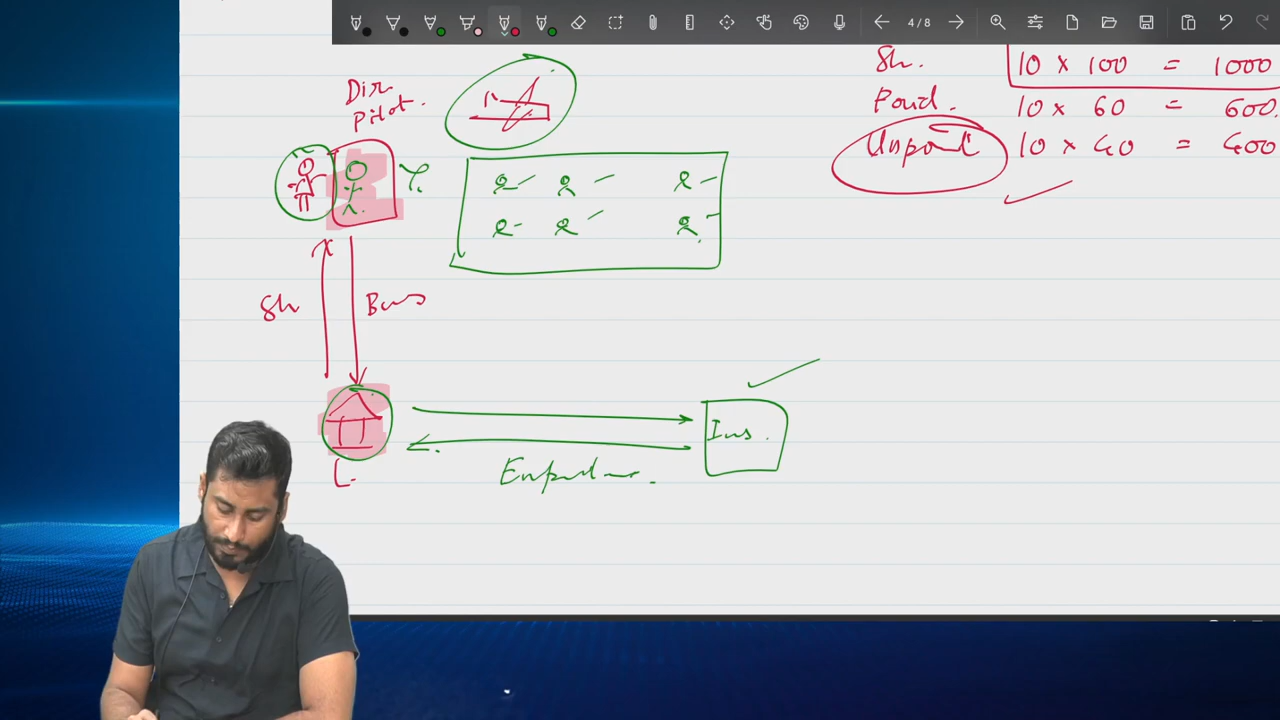 4/8
Sh. 10 x 100 = 1000
Paid. 10 x 60 = 600.
Unpaid 10 x 40 = 400
Dir
Pilot.
Sh
Bus
Ins.
L.